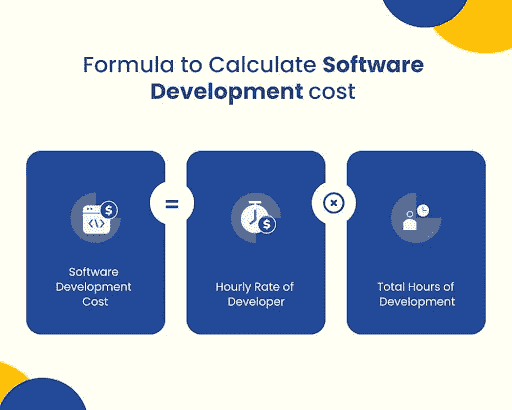 Formula to Calculate Software
Development cost
$
</>
=
$
Software
Development
Cost
Hourly Rate of
Developer
Total Hours of
Development